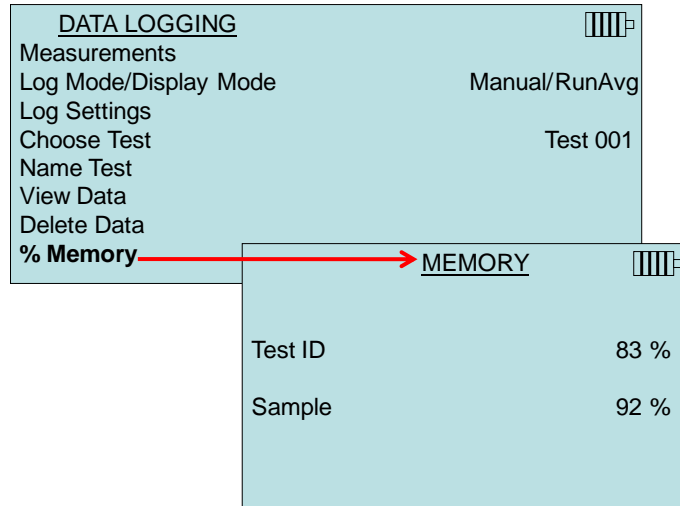 DATA LOGGING
Measurements
Log Mode/Display Mode Manual/RunAvg
Log Settings
Choose Test Test 001
Name Test
View Data
Delete Data
% Memory
MEMORY
Test ID 83 %
Sample 92 %